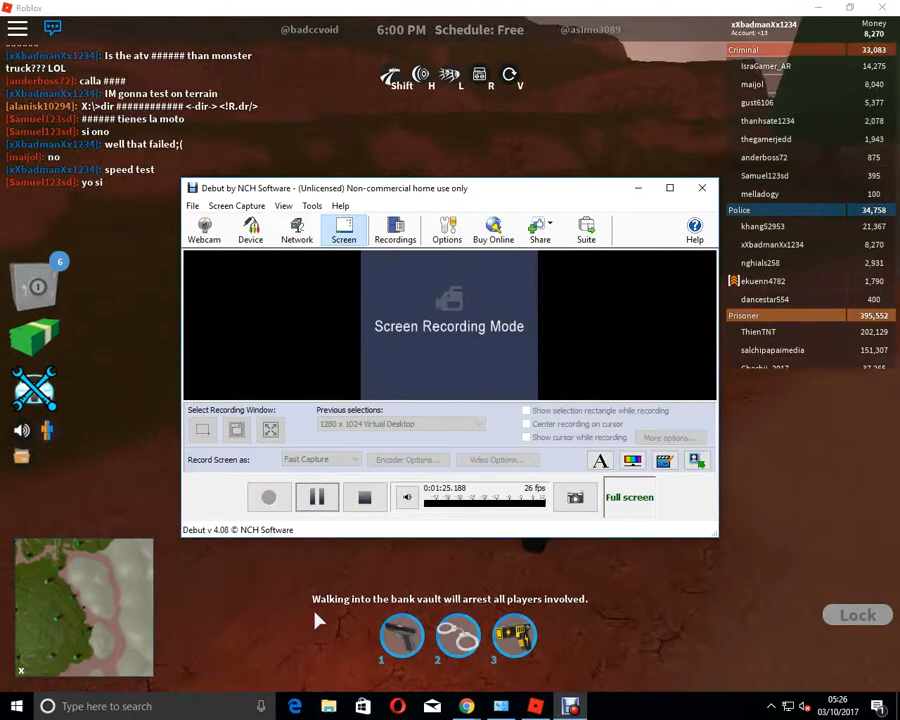 Roblox
@badccvoid 6:00 PM Schedule: Free @asimo3089
xXbadmanXx1234 Money
Account: <13 8,270
[xXbadmanXx1234]: Is the atv ###### than monster
truck??? LOL
[anderboss72]: calla ####
[xXbadmanXx1234]: IM gonna test on terrain
[alanisk10294]: X:\>dir ############ <-dir-> <!R.dr/>
[Samuel123sd]: ###### tienes la moto
[Samuel123sd]: si ono
[xXbadmanXx1234]: well that failed;(
[maijol]: no
[xXbadmanXx1234]: speed test
[Samuel123sd]: yo si
Shift H L R V
Criminal 33,083
IsraGamer_AR 14,275
maijol 8,040
gust6106 5,377
thanhsate1234 2,078
thegamerjedd 1,943
anderboss72 875
Samuel123sd 395
melladogy 100
Police 34,758
khang52953 21,367
xXbadmanXx1234 8,270
nghials258 2,931
ekuenn4782 1,790
dancestar554 400
Prisoner 395,552
ThienTNT 202,129
salchipapaimedia 151,307
6
Debut by NCH Software - (Unlicensed) Non-commercial home use only
File Screen Capture View Tools Help
Webcam Device Network Screen Recordings Options Buy Online Share Suite Help
Screen Recording Mode
Select Recording Window: Previous selections:
1280 x 1024 Virtual Desktop
Show selection rectangle while recording
Center recording on cursor
Show cursor while recording More options...
Record Screen as: Fast Capture Encoder Options... Video Options...
A
0:01:25.188 26 fps
Full screen
Debut v 4.08 © NCH Software
Walking into the bank vault will arrest all players involved.
1 2 3
Lock
x
Type here to search
05:26
03/10/2017
1